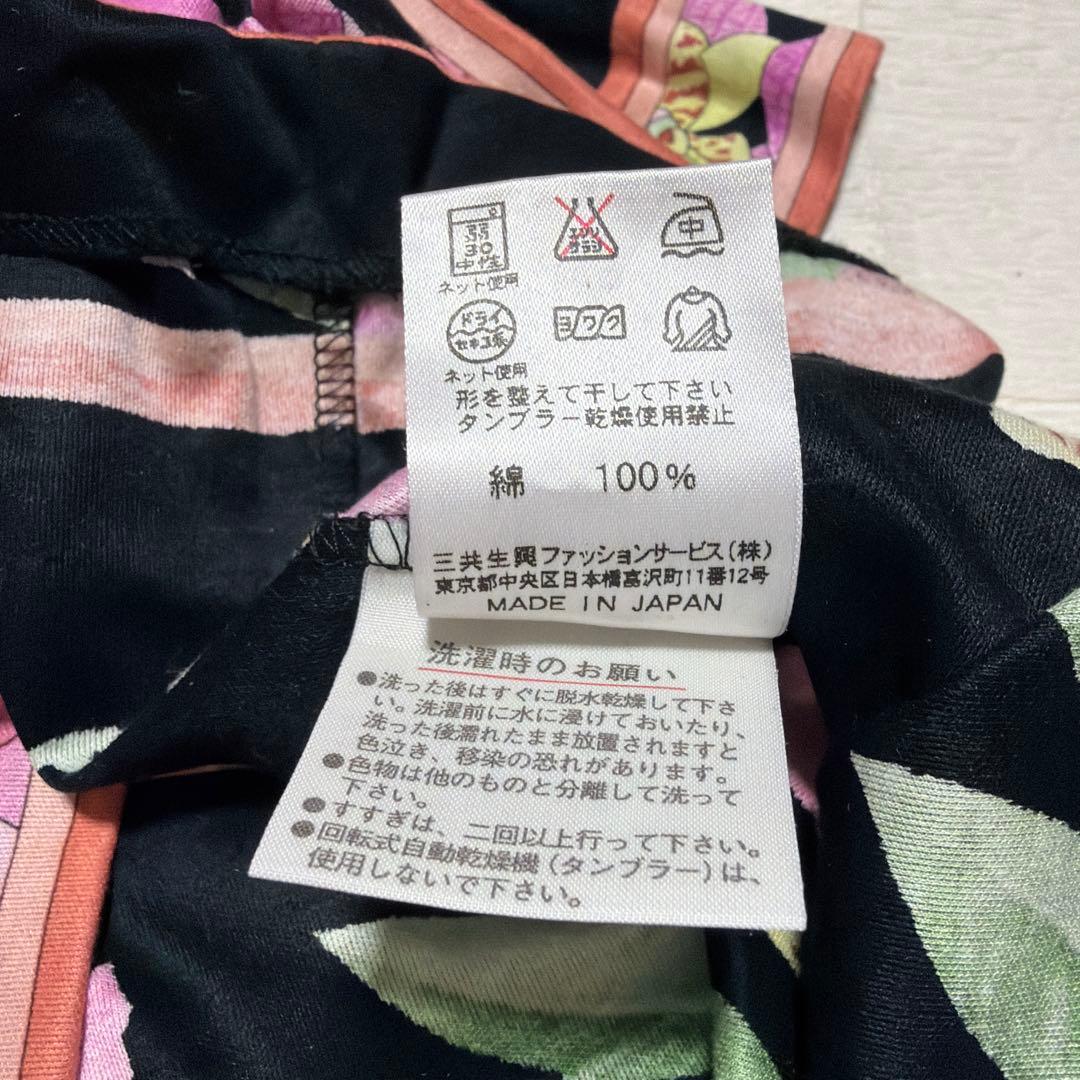 弱
30
中性
ネット使用
エンソ
サラシ
中
ドライ
セキユ系
ネット使用
ヨワク
形を整えて干して下さい
タンブラー乾燥使用禁止
綿 100%
三共生興ファッションサービス(株)
東京都中央区日本橋富沢町11番12号
MADE IN JAPAN
洗濯時のお願い
●洗った後はすぐに脱水乾燥して下さ
い。洗濯前に水に浸けておいたり、
洗った後濡れたまま放置されますと
色泣き、移染の恐れがあります。
●色物は他のものと分離して洗って
下さい。
●すすぎは、二回以上行って下さい。
●回転式自動乾燥機(タンブラー)は、
使用しないで下さい。